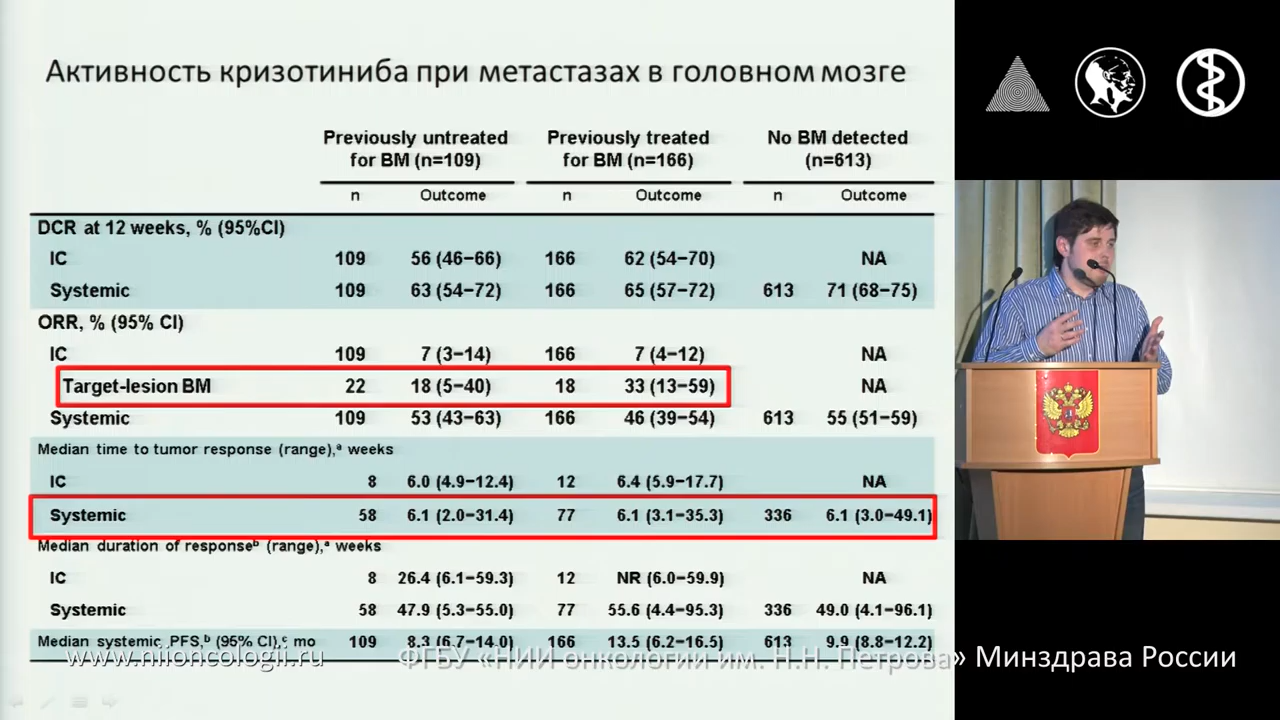 Активность кризотиниба при метастазах в головном мозге
Previously untreated for BM (n=109) Previously treated for BM (n=166) No BM detected (n=613)
n Outcome n Outcome n Outcome
DCR at 12 weeks, % (95%CI)
IC 109 56 (46−66) 166 62 (54−70) NA
Systemic 109 63 (54−72) 166 65 (57−72) 613 71 (68−75)
ORR, % (95% CI)
IC 109 7 (3−14) 166 7 (4−12) NA
Target-lesion BM 22 18 (5−40) 18 33 (13−59) NA
Systemic 109 53 (43−63) 166 46 (39−54) 613 55 (51−59)
Median time to tumor response (range),ᵃ weeks
IC 8 6.0 (4.9−12.4) 12 6.4 (5.9−17.7) NA
Systemic 58 6.1 (2.0−31.4) 77 6.1 (3.1−35.3) 336 6.1 (3.0−49.1)
Median duration of responseᵇ (range),ᵃ weeks
IC 8 26.4 (6.1−59.3) 12 NR (6.0−59.9) NA
Systemic 58 47.9 (5.3−55.0) 77 55.6 (4.4−95.3) 336 49.0 (4.1−96.1)
Median systemic PFS,ᵇ (95% CI),ᶜ mo 109 8.3 (6.7−14.0) 166 13.5 (6.2−16.5) 613 9.9 (8.8−12.2)
www.niioncologii.ru ФГБУ «НИИ онкологии им. Н.Н. Петрова» Минздрава России